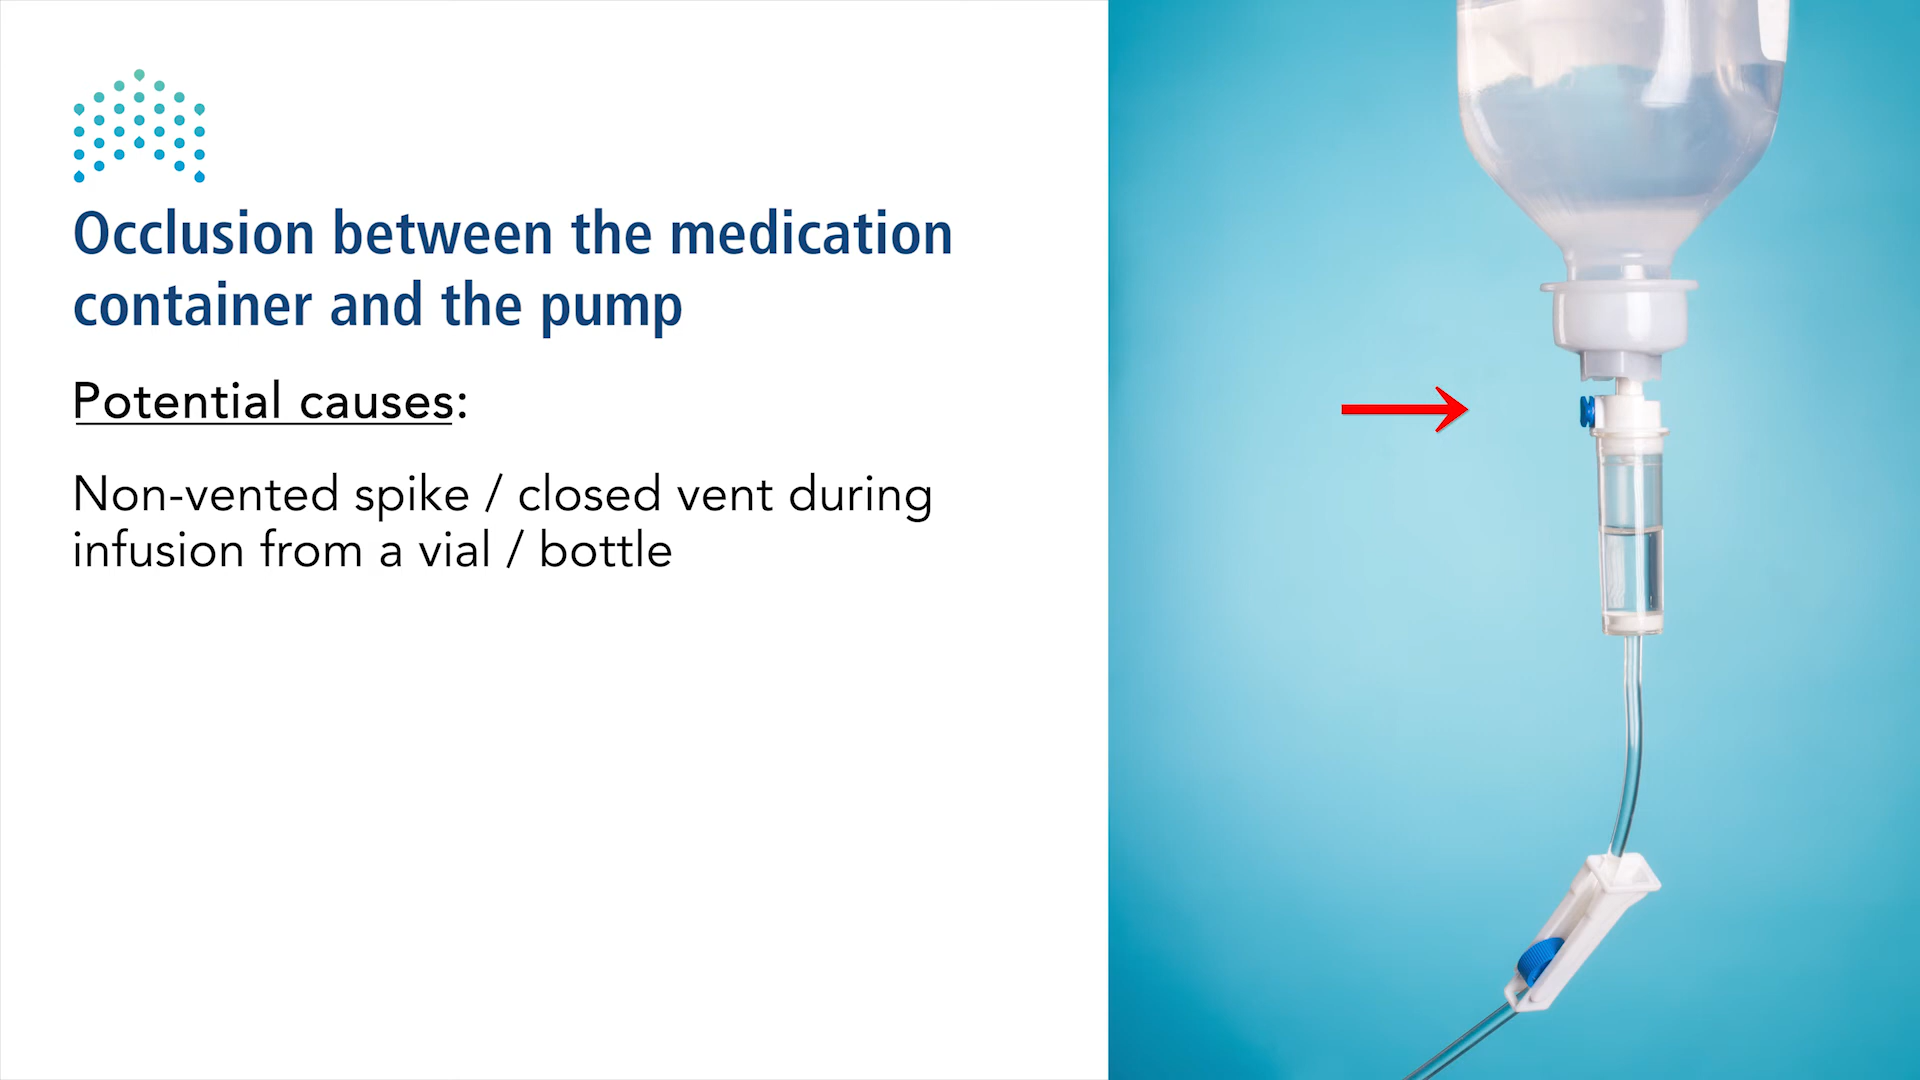 Occlusion between the medication
container and the pump
Potential causes:
Non-vented spike / closed vent during
infusion from a vial / bottle